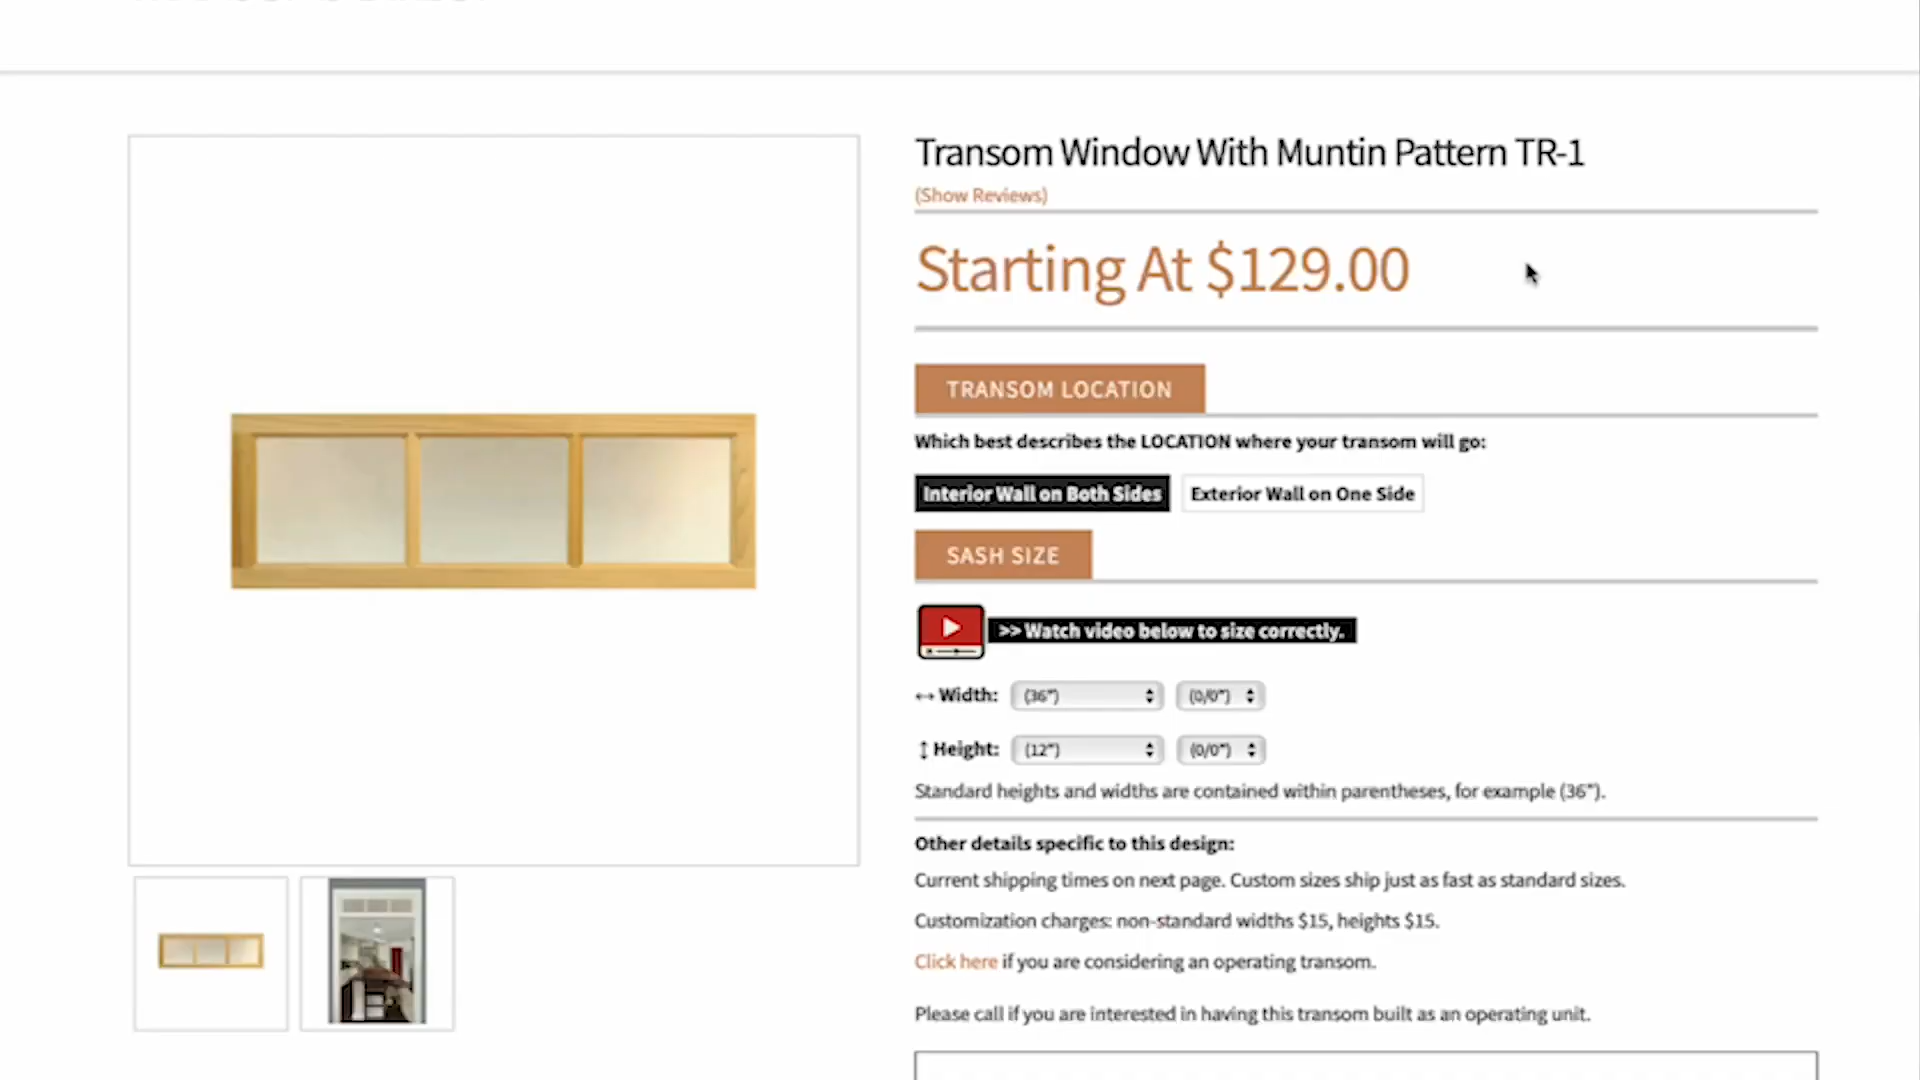 Transom Window With Muntin Pattern TR-1
(Show Reviews)
Starting At $129.00
TRANSOM LOCATION
Which best describes the LOCATION where your transom will go:
Interior Wall on Both Sides Exterior Wall on One Side
SASH SIZE
>> Watch video below to size correctly.
↔ Width: (36") (0/0")
↕ Height: (12") (0/0")
Standard heights and widths are contained within parentheses, for example (36").
Other details specific to this design:
Current shipping times on next page. Custom sizes ship just as fast as standard sizes.
Customization charges: non-standard widths $15, heights $15.
Click here if you are considering an operating transom.
Please call if you are interested in having this transom built as an operating unit.